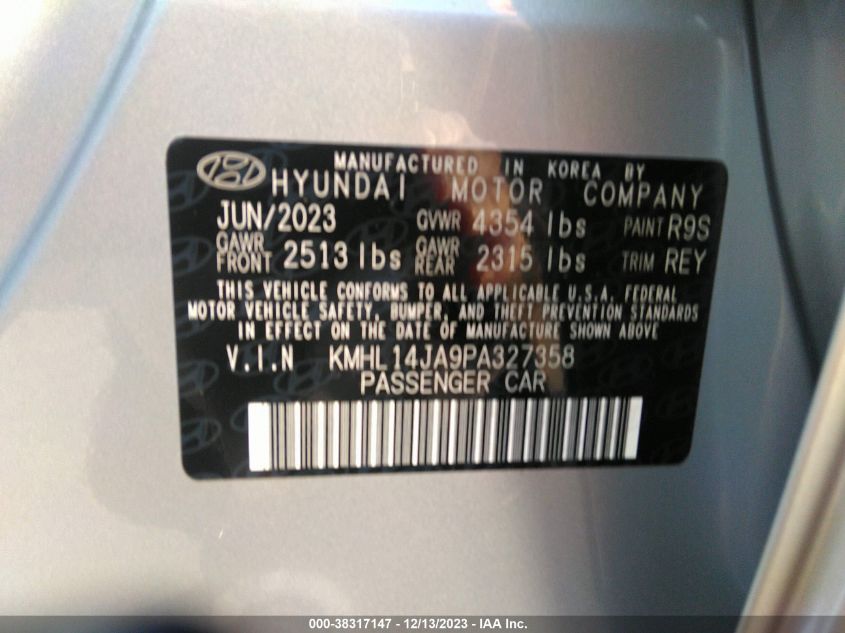 MANUFACTURED IN KOREA BY
HYUNDAI MOTOR COMPANY
JUN/2023 GVWR 4354 lbs PAINT R9S
GAWR FRONT 2513 lbs GAWR REAR 2315 lbs TRIM REY
THIS VEHICLE CONFORMS TO ALL APPLICABLE U.S.A. FEDERAL
MOTOR VEHICLE SAFETY, BUMPER, AND THEFT PREVENTION STANDARDS
IN EFFECT ON THE DATE OF MANUFACTURE SHOWN ABOVE
V.I.N KMHL14JA9PA327358
PASSENGER CAR
000-38317147 - 12/13/2023 - IAA Inc.